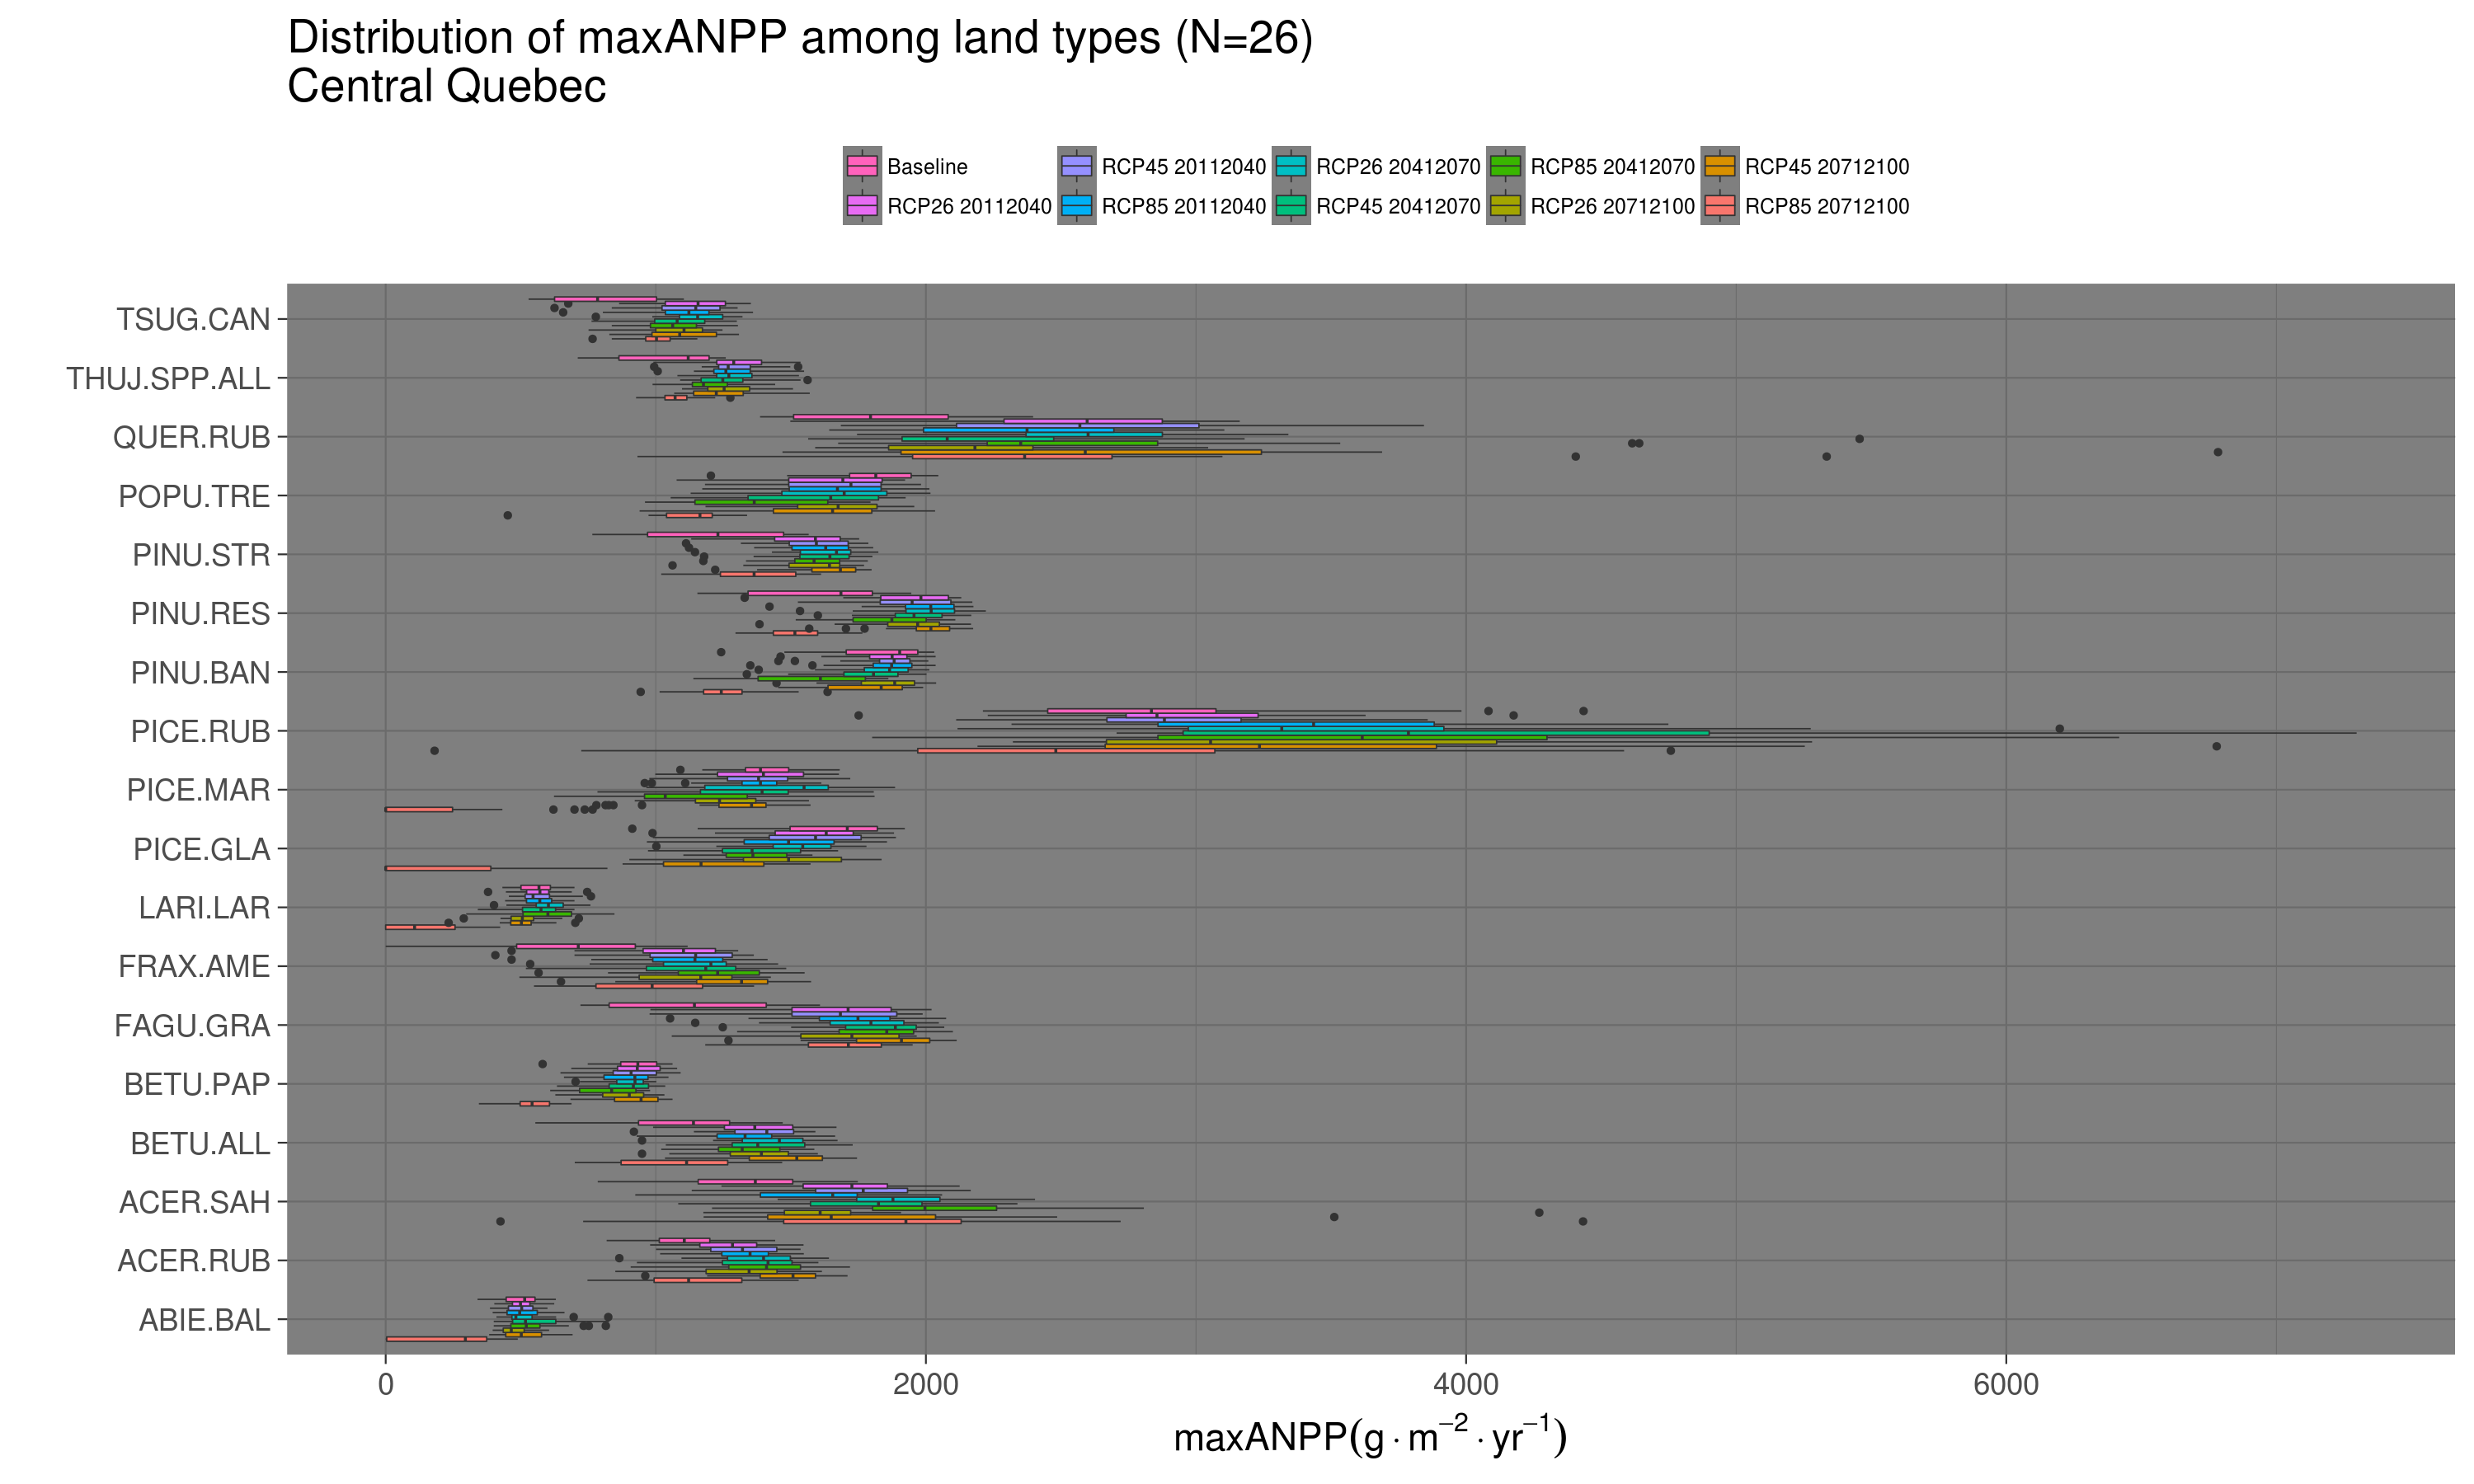 Distribution of maxANPP among land types (N=26)
Central Quebec
Baseline RCP45 20112040 RCP26 20412070 RCP85 20412070 RCP45 20712100
RCP26 20112040 RCP85 20112040 RCP45 20412070 RCP26 20712100 RCP85 20712100
TSUG.CAN
THUJ.SPP.ALL
QUER.RUB
POPU.TRE
PINU.STR
PINU.RES
PINU.BAN
PICE.RUB
PICE.MAR
PICE.GLA
LARI.LAR
FRAX.AME
FAGU.GRA
BETU.PAP
BETU.ALL
ACER.SAH
ACER.RUB
ABIE.BAL
0 2000 4000 6000
maxANPP(g·m⁻²·yr⁻¹)